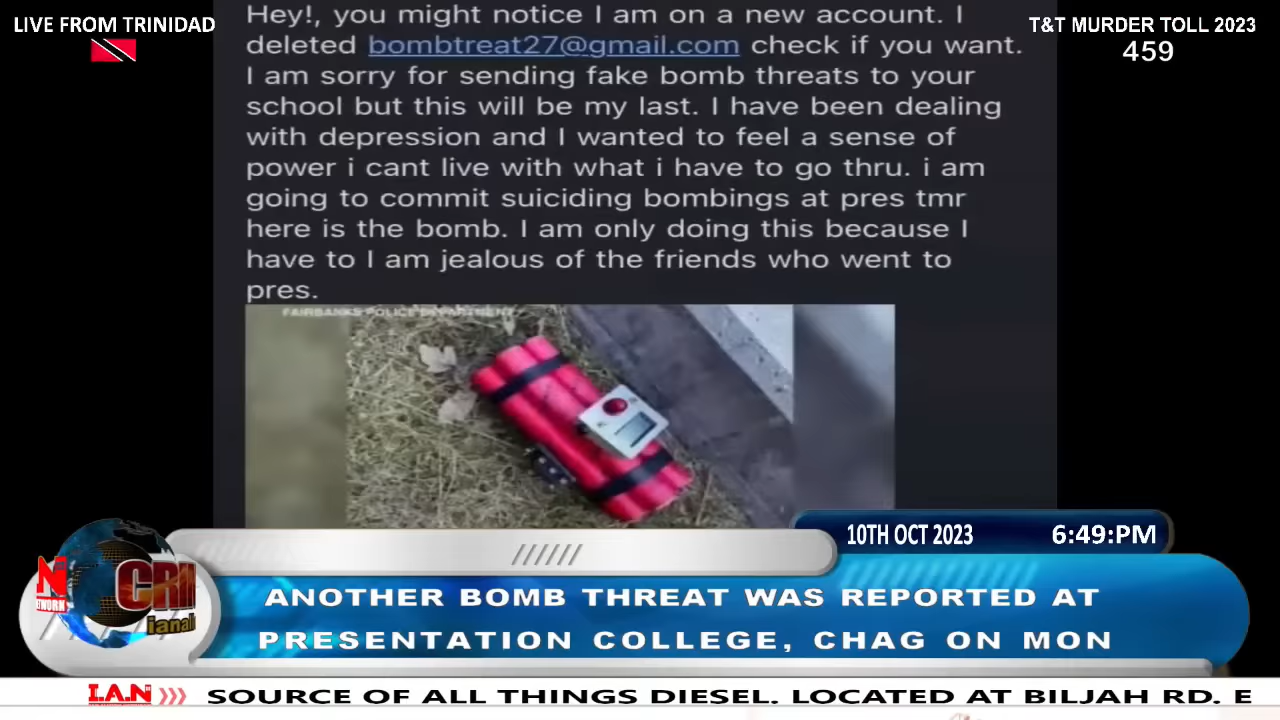 LIVE FROM TRINIDAD
T&T MURDER TOLL 2023
459
Hey!, you might notice I am on a new account. I
deleted bombtreat27@gmail.com check if you want.
I am sorry for sending fake bomb threats to your
school but this will be my last. I have been dealing
with depression and I wanted to feel a sense of
power i cant live with what i have to go thru. i am
going to commit suiciding bombings at pres tmr
here is the bomb. I am only doing this because I
have to I am jealous of the friends who went to
pres.
FAIRBANKS POLICE DEPARTMENT
10TH OCT 2023 6:49:PM
ANOTHER BOMB THREAT WAS REPORTED AT
PRESENTATION COLLEGE, CHAG ON MON
I.A.N SOURCE OF ALL THINGS DIESEL. LOCATED AT BILJAH RD. E